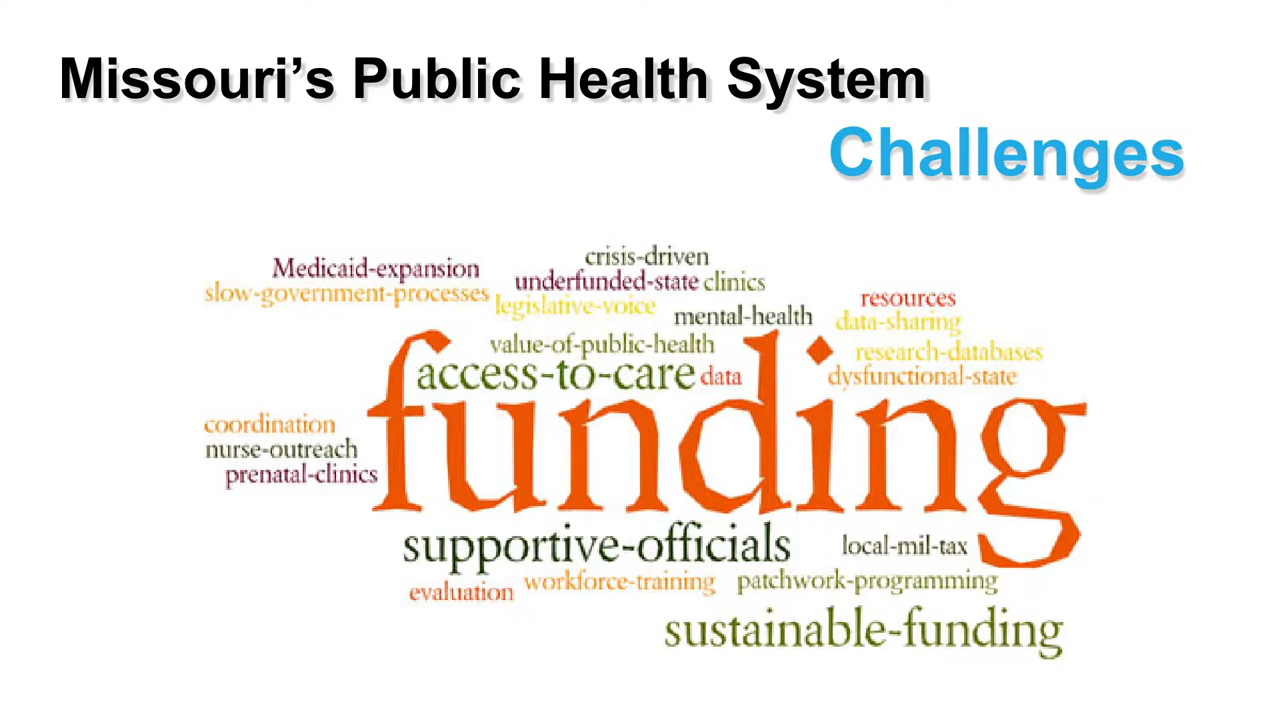 Missouri’s Public Health System
Challenges
crisis-driven
Medicaid-expansion
underfunded-state clinics
slow-government-processes
legislative-voice
resources
mental-health
data-sharing
value-of-public-health
research-databases
access-to-care data
dysfunctional-state
funding
coordination
nurse-outreach
prenatal-clinics
supportive-officials
local-mil-tax
evaluation
workforce-training
patchwork-programming
sustainable-funding